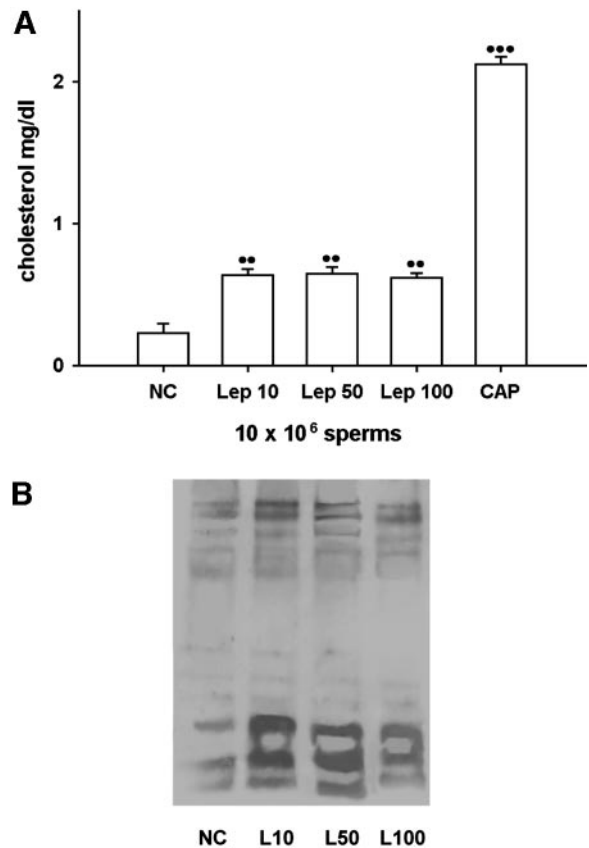 A
cholesterol mg/dl
2
1
0
•••
•• •• ••
NC Lep 10 Lep 50 Lep 100 CAP
10 x 10⁶ sperms
B
NC L10 L50 L100